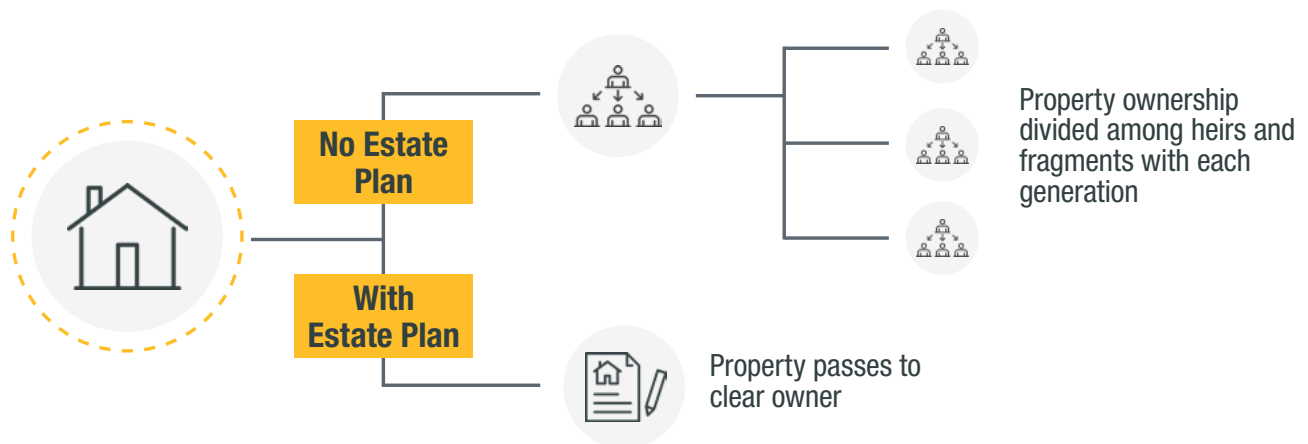 No Estate
Plan
Property ownership
divided among heirs and
fragments with each
generation
With
Estate Plan
Property passes to
clear owner